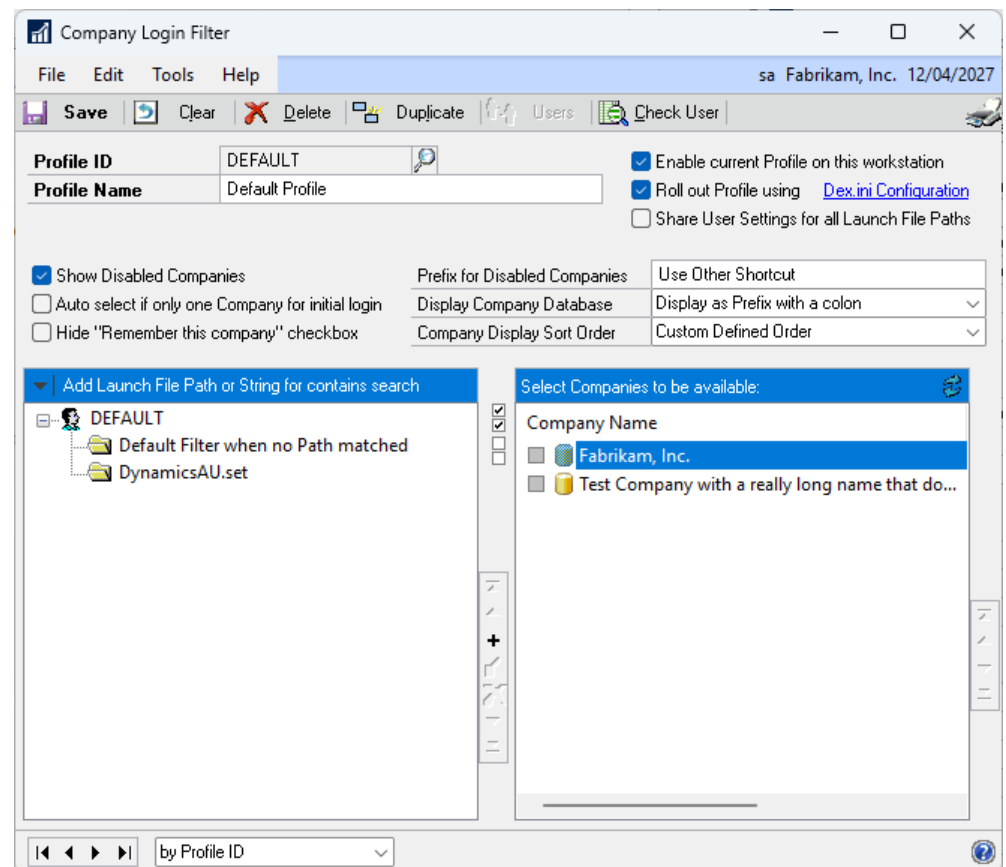 Company Login Filter
File Edit Tools Help sa Fabrikam, Inc. 12/04/2027
Save Clear Delete Duplicate Users Check User
Profile ID DEFAULT Enable current Profile on this workstation
Profile Name Default Profile Roll out Profile using Dex.ini Configuration
Share User Settings for all Launch File Paths
Show Disabled Companies Prefix for Disabled Companies Use Other Shortcut
Auto select if only one Company for initial login Display Company Database Display as Prefix with a colon
Hide "Remember this company" checkbox Company Display Sort Order Custom Defined Order
Add Launch File Path or String for contains search Select Companies to be available:
DEFAULT Company Name
Default Filter when no Path matched Fabrikam, Inc.
DynamicsAU.set Test Company with a really long name that do...
by Profile ID